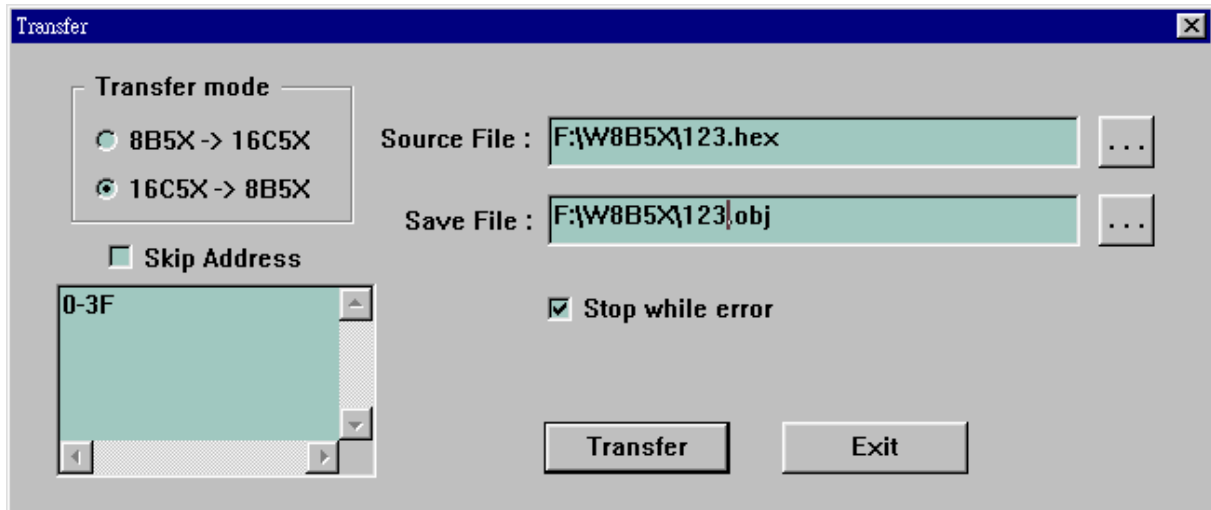 Transfer
Transfer mode
8B5X -> 16C5X
16C5X -> 8B5X
Source File :
F:\W8B5X\123.hex
...
Save File :
F:\W8B5X\123.obj
...
Skip Address
0-3F
Stop while error
Transfer
Exit